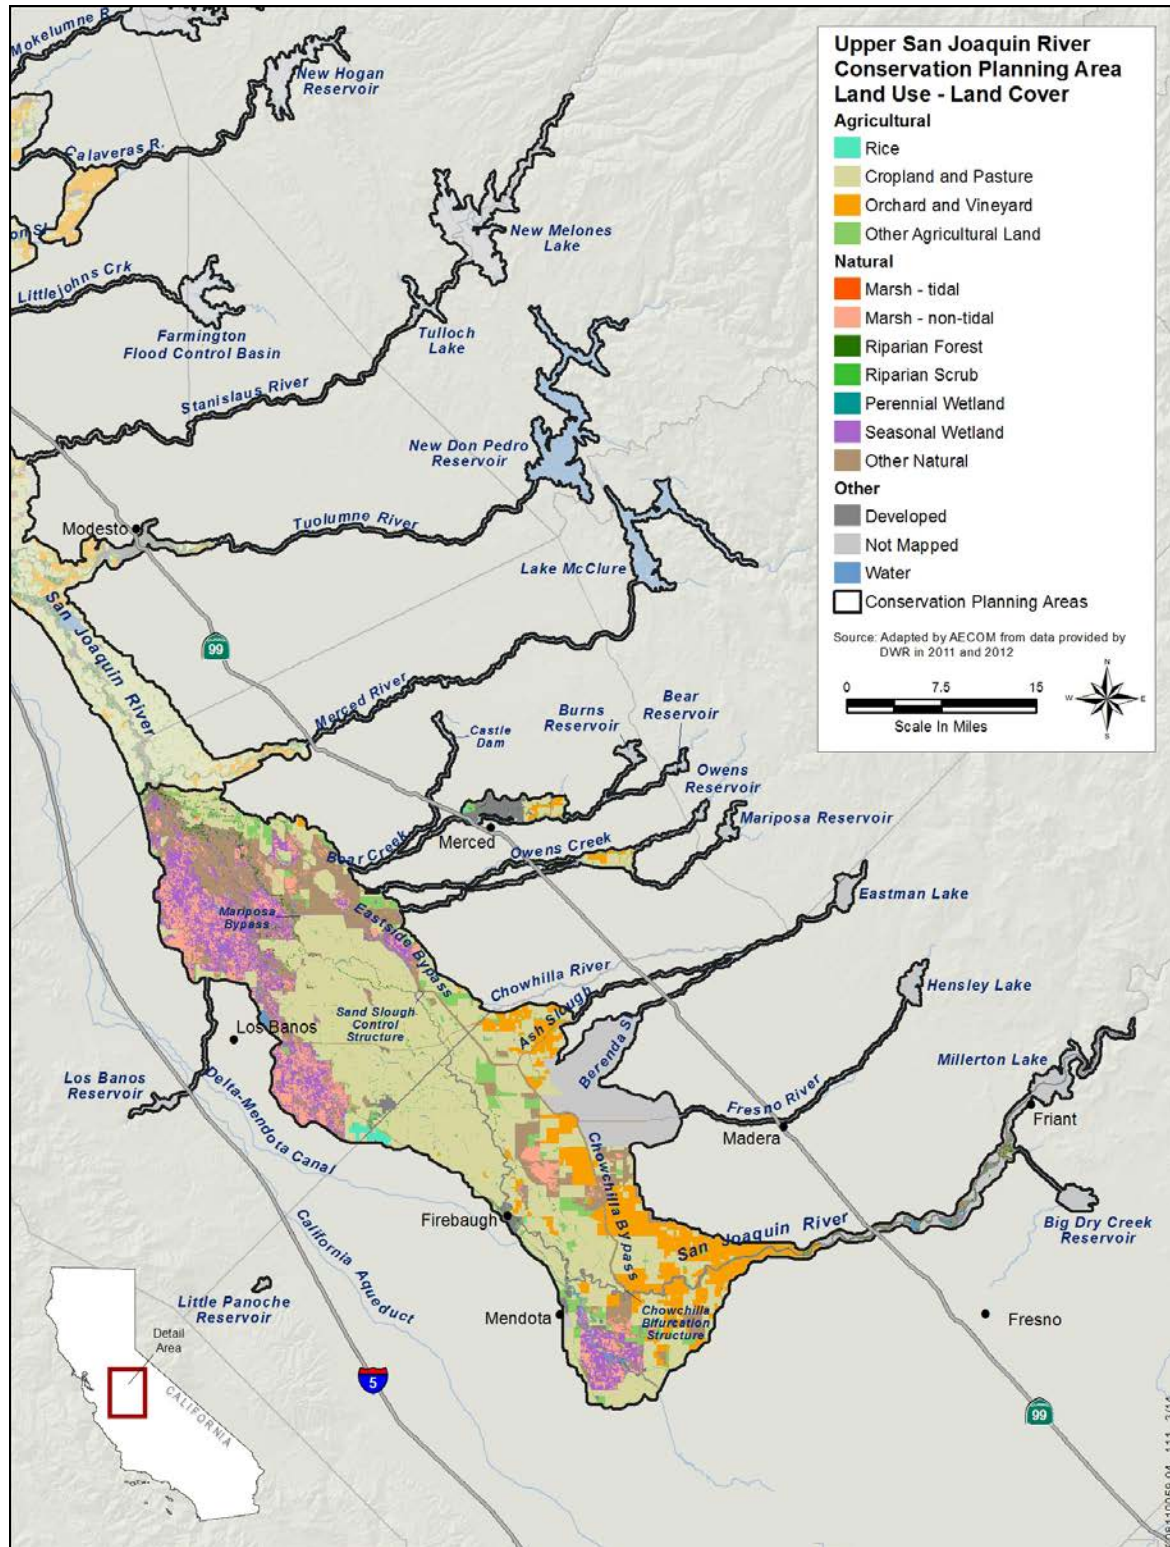 Mokelumne R.
New Hogan
Reservoir
Calaveras R.
Littlejohns Crk
Farmington
Flood Control Basin
New Melones
Lake
Tulloch
Lake
Stanislaus River
New Don Pedro
Reservoir
Modesto
Tuolumne River
Lake McClure
San Joaquin River
99
Merced River
Castle
Dam
Burns
Reservoir
Bear
Reservoir
Owens
Reservoir
Mariposa Reservoir
Bear Creek
Merced
Owens Creek
Eastman Lake
Mariposa
Bypass
Eastside Bypass
Chowhilla River
Hensley Lake
Sand Slough
Control
Structure
Ash Slough
Berenda S
Los Banos
Los Banos
Reservoir
Delta-Mendota Canal
Millerton Lake
Fresno River
Friant
Madera
Chowchilla Bypass
Firebaugh
San Joaquin River
Big Dry Creek
Reservoir
California Aqueduct
Little Panoche
Reservoir
Mendota
Chowchilla
Bifurcation
Structure
Fresno
5
99
Detail
Area
CALIFORNIA
Upper San Joaquin River
Conservation Planning Area
Land Use - Land Cover
Agricultural
Rice
Cropland and Pasture
Orchard and Vineyard
Other Agricultural Land
Natural
Marsh - tidal
Marsh - non-tidal
Riparian Forest
Riparian Scrub
Perennial Wetland
Seasonal Wetland
Other Natural
Other
Developed
Not Mapped
Water
Conservation Planning Areas
Source: Adapted by AECOM from data provided by
DWR in 2011 and 2012
0 7.5 15
Scale In Miles
N
W E
S